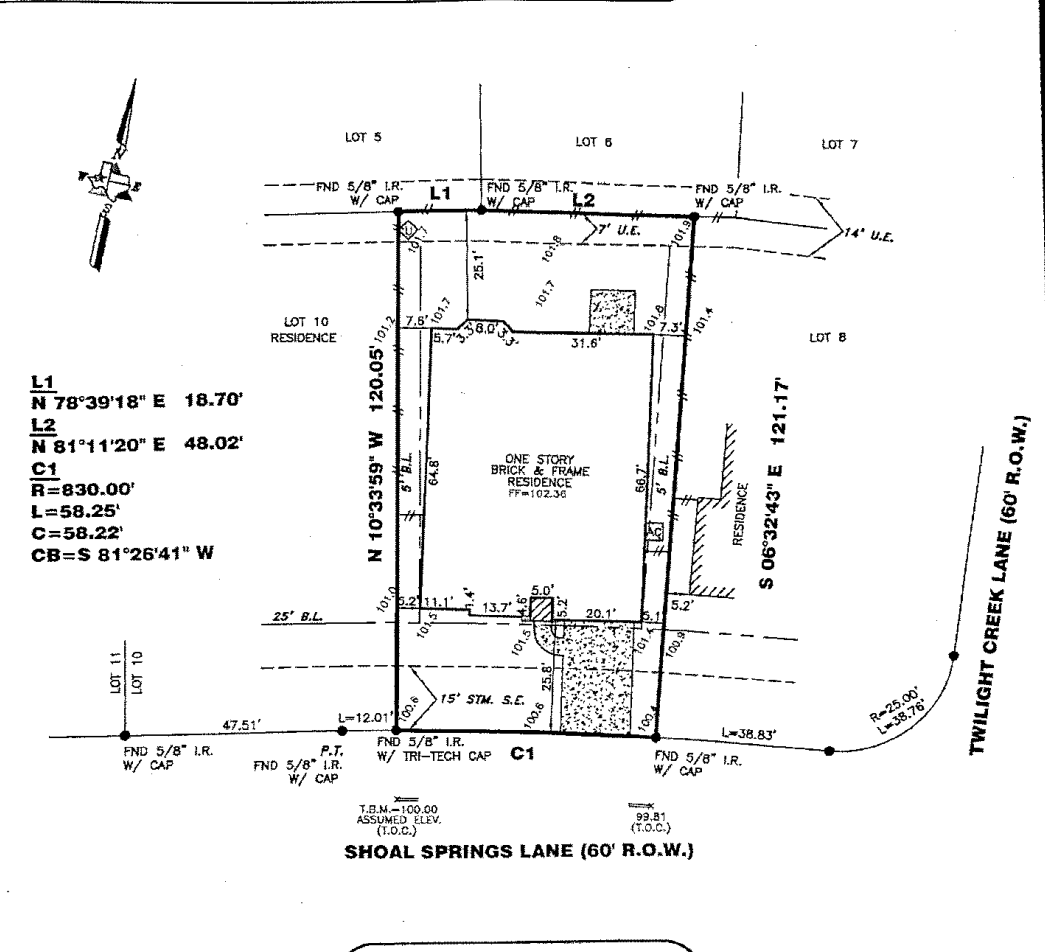 LOT 5
LOT 6
LOT 7
N
W
E
S
FND 5/8" I.R.
W/ CAP
L1
FND 5/8" I.R.
W/ CAP
L2
FND 5/8" I.R.
W/ CAP
7' U.E.
14' U.E.
101.7
101.8
101.9
25.1'
101.7
101.7
101.2
101.8
101.4
7.6'
5.7'
3.3'
8.0'
3.3'
31.6'
7.3'
LOT 10
RESIDENCE
LOT 8
L1
N 78°39'18" E 18.70'
L2
N 81°11'20" E 48.02'
C1
R=830.00'
L=58.25'
C=58.22'
CB=S 81°26'41" W
N 10°33'59" W 120.05'
5' B.L.
64.8'
ONE STORY
BRICK & FRAME
RESIDENCE
FF=102.36
66.7'
5' B.L.
RESIDENCE
S 06°32'43" E 121.17'
TWILIGHT CREEK LANE (60' R.O.W.)
101.0
5.2'
11.1'
1.4'
13.7'
4.6'
5.0'
5.2'
20.1'
5.1'
5.2'
25' B.L.
101.5
101.5
101.4
100.9
LOT 11
LOT 10
15' STM. S.E.
25.8'
100.6
100.6
100.4
47.51'
L=12.01'
L=38.83'
R=25.00'
L=38.76'
FND 5/8" I.R.
W/ CAP
P.T.
FND 5/8" I.R.
W/ CAP
FND 5/8" I.R.
W/ TRI-TECH CAP
C1
FND 5/8" I.R.
W/ CAP
T.B.M.=100.00
ASSUMED ELEV.
(T.O.C.)
99.81
(T.O.C.)
SHOAL SPRINGS LANE (60' R.O.W.)